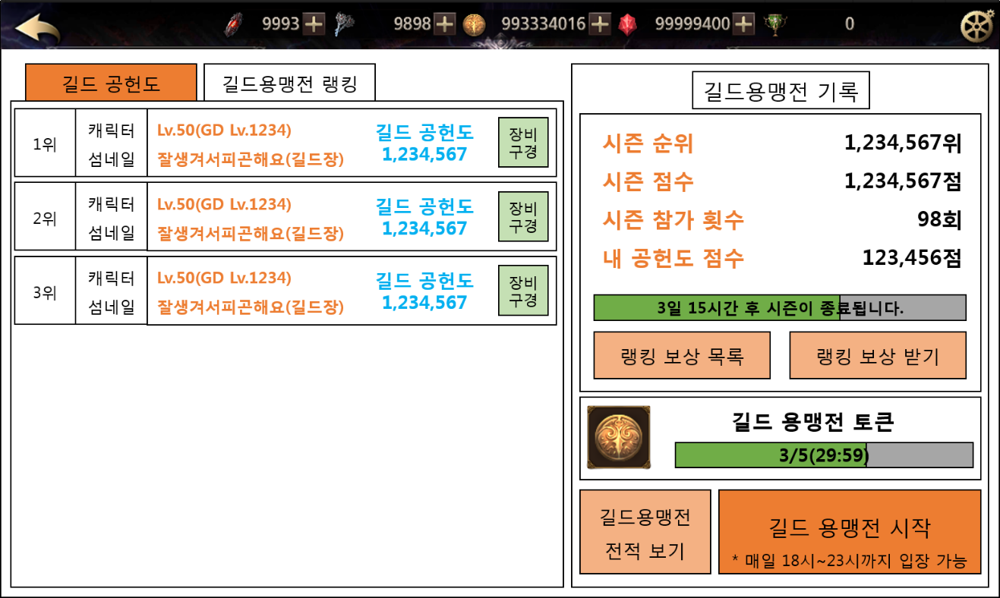 9993 9898 993334016 99999400 0
길드 공헌도 길드용맹전 랭킹
1위
캐릭터
섬네일
Lv.50(GD Lv.1234)
잘생겨서피곤해요(길드장)
길드 공헌도
1,234,567
장비
구경
2위
캐릭터
섬네일
Lv.50(GD Lv.1234)
잘생겨서피곤해요(길드장)
길드 공헌도
1,234,567
장비
구경
3위
캐릭터
섬네일
Lv.50(GD Lv.1234)
잘생겨서피곤해요(길드장)
길드 공헌도
1,234,567
장비
구경
길드용맹전 기록
시즌 순위 1,234,567위
시즌 점수 1,234,567점
시즌 참가 횟수 98회
내 공헌도 점수 123,456점
3일 15시간 후 시즌이 종료됩니다.
랭킹 보상 목록 랭킹 보상 받기
길드 용맹전 토큰
3/5(29:59)
길드용맹전
전적 보기
길드 용맹전 시작
* 매일 18시~23시까지 입장 가능